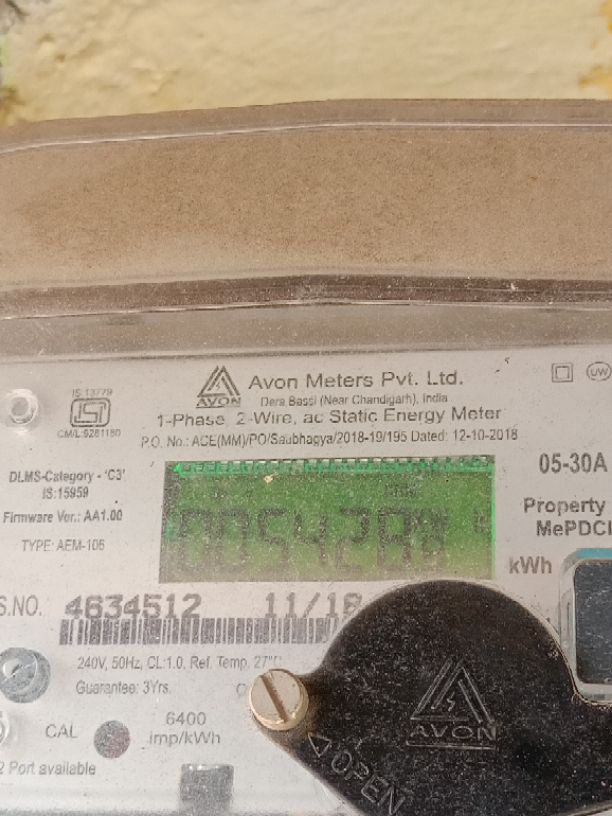 Avon Meters Pvt. Ltd.
AVON
Dera Bassi (Near Chandigarh), India
IS 13779
ISI
CM/L:9281180
1-Phase, 2-Wire, ac Static Energy Meter
P.O. No.: ACE(MM)/PO/Saubhagya/2018-19/195 Dated: 12-10-2018
UW
DLMS-Category - 'C3'
IS:15959
Firmware Ver.: AA1.00
TYPE: AEM-106
05-30A
Property
MePDCl
kWh
S.NO. 4634512 11/18
240V, 50Hz, CL:1.0, Ref. Temp. 27°C
Guarantee: 3Yrs.
CAL
6400
imp/kWh
Port available
AVON
OPEN